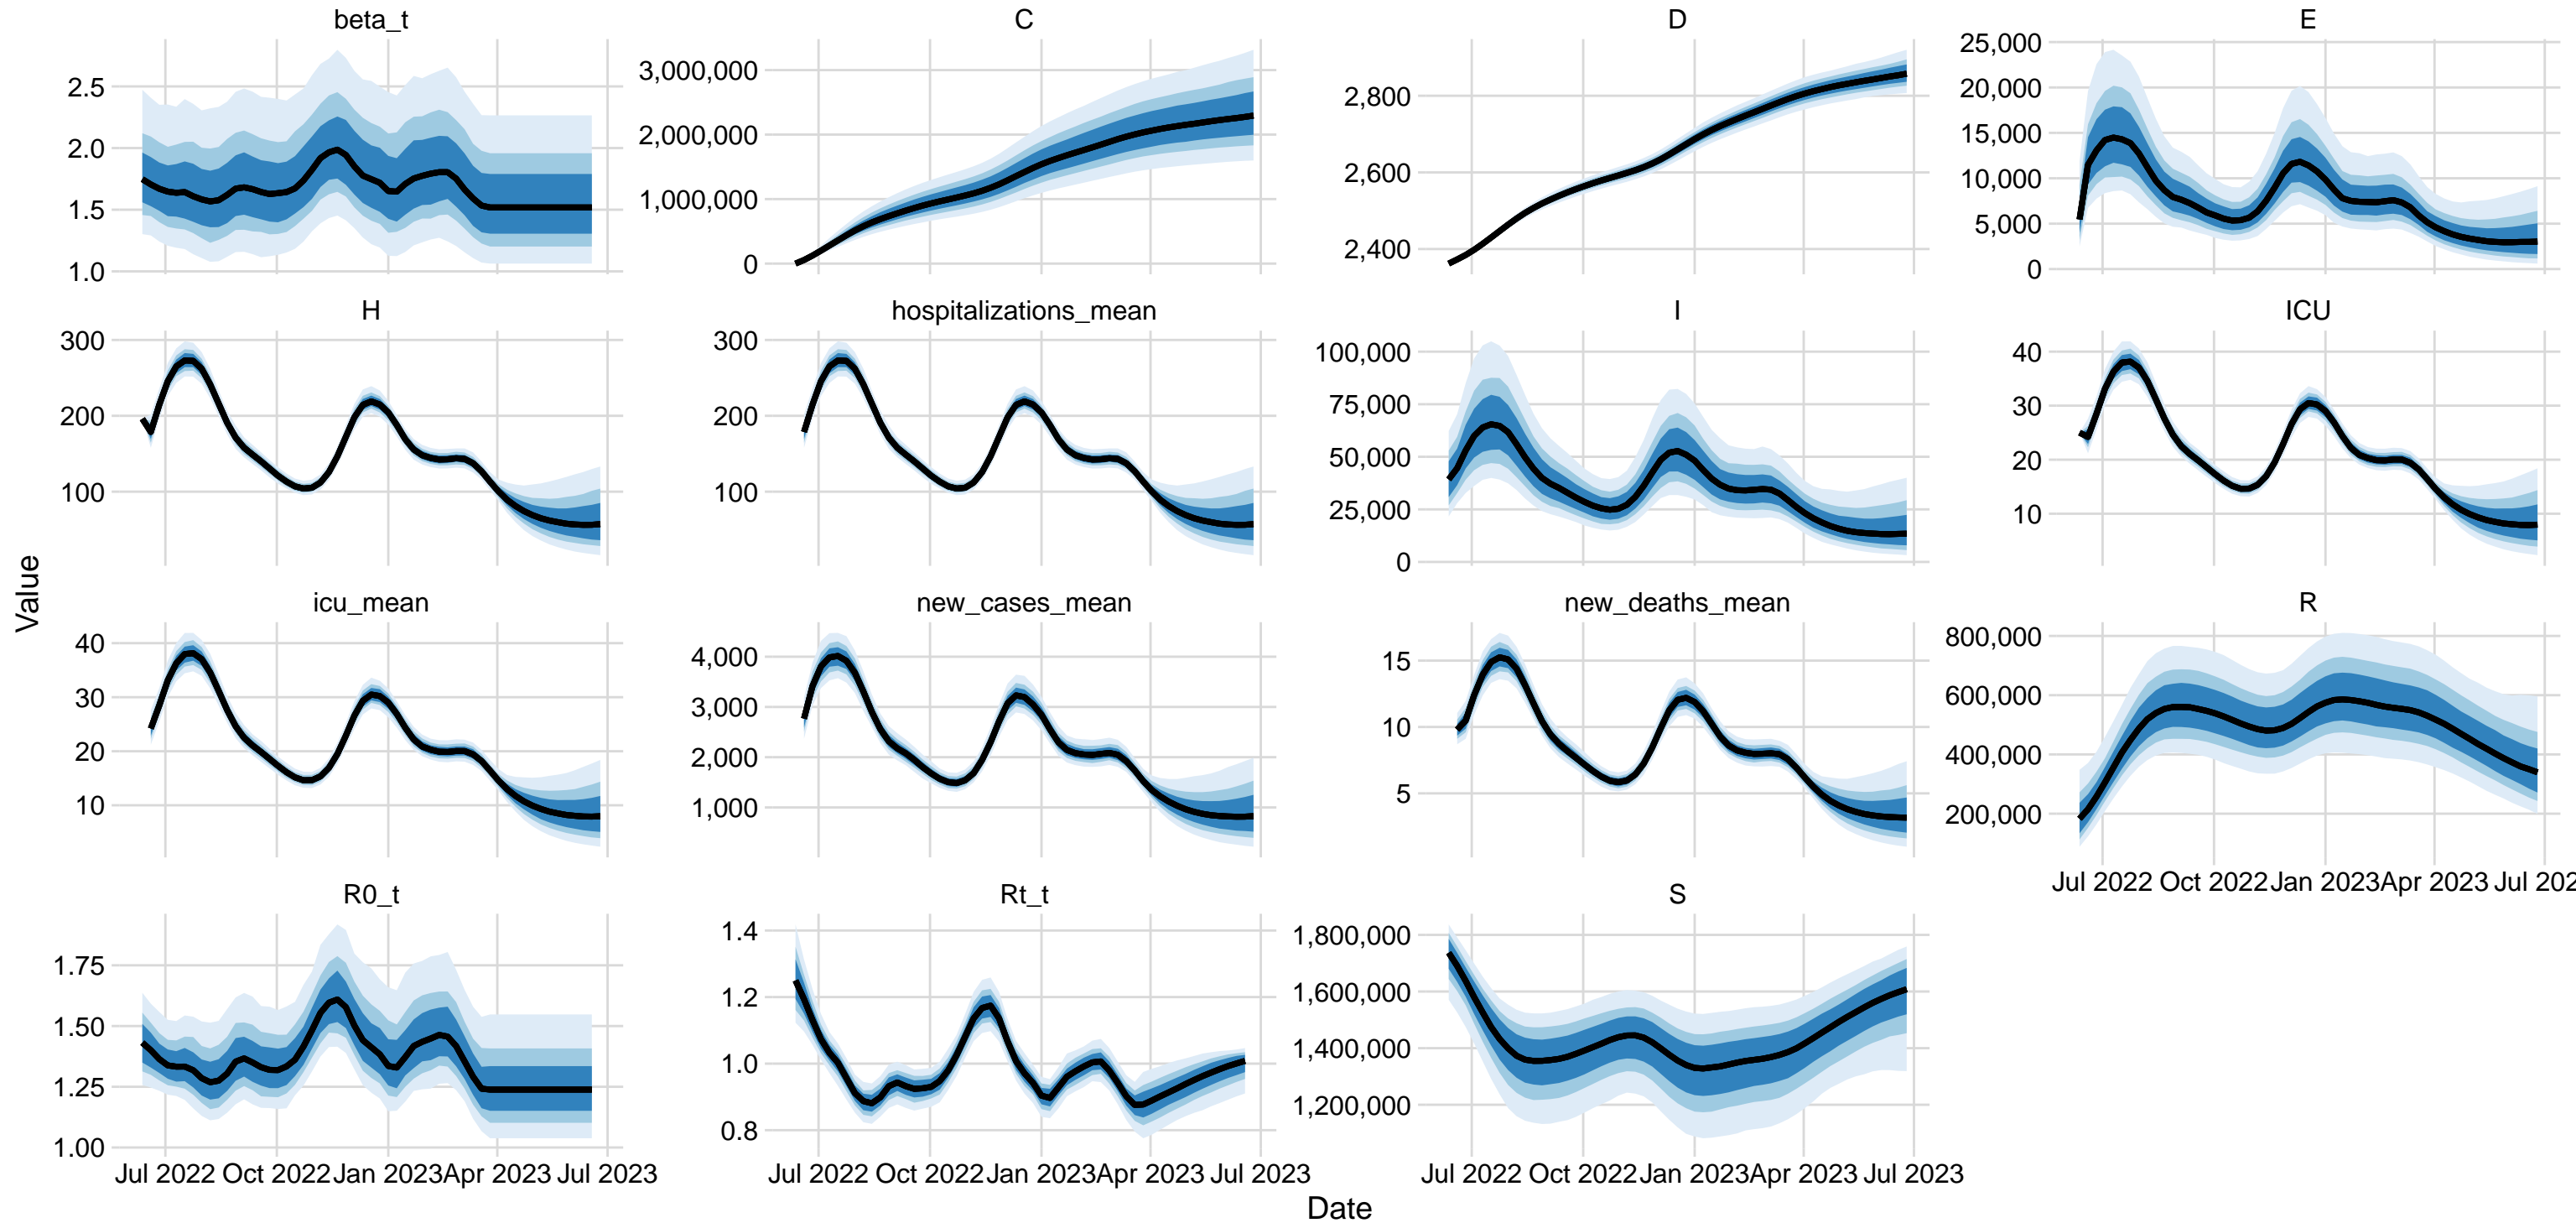 beta_t
C
D
E
2.5
2.0
1.5
1.0
3,000,000
2,000,000
1,000,000
0
2,800
2,600
2,400
25,000
20,000
15,000
10,000
5,000
0
H
hospitalizations_mean
I
ICU
300
200
100
300
200
100
100,000
75,000
50,000
25,000
0
40
30
20
10
icu_mean
new_cases_mean
new_deaths_mean
R
40
30
20
10
4,000
3,000
2,000
1,000
15
10
5
800,000
600,000
400,000
200,000
Jul 2022 Oct 2022 Jan 2023 Apr 2023 Jul 202
R0_t
Rt_t
S
1.75
1.50
1.25
1.00
1.4
1.2
1.0
0.8
1,800,000
1,600,000
1,400,000
1,200,000
Jul 2022 Oct 2022 Jan 2023 Apr 2023 Jul 2023
Jul 2022 Oct 2022 Jan 2023 Apr 2023 Jul 2023
Jul 2022 Oct 2022 Jan 2023 Apr 2023 Jul 2023
Value
Date